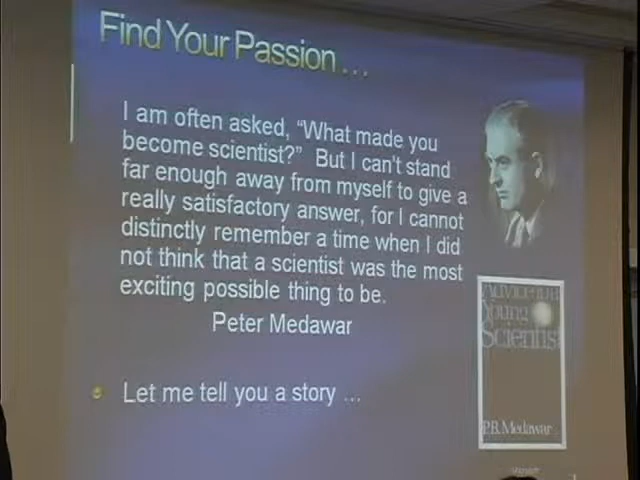 Find Your Passion ...
I am often asked, “What made you
become scientist?” But I can't stand
far enough away from myself to give a
really satisfactory answer, for I cannot
distinctly remember a time when I did
not think that a scientist was the most
exciting possible thing to be.
Peter Medawar
Let me tell you a story ...
Advice to a
Young
Scientist
P.B. Medawar
Microsoft